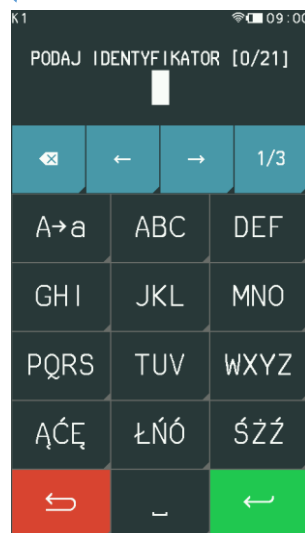 K1 09:00
PODAJ IDENTYFIKATOR [0/21]
← → 1/3
A→a ABC DEF
GHI JKL MNO
PQRS TUV WXYZ
ĄĆĘ ŁŃÓ ŚŻŹ